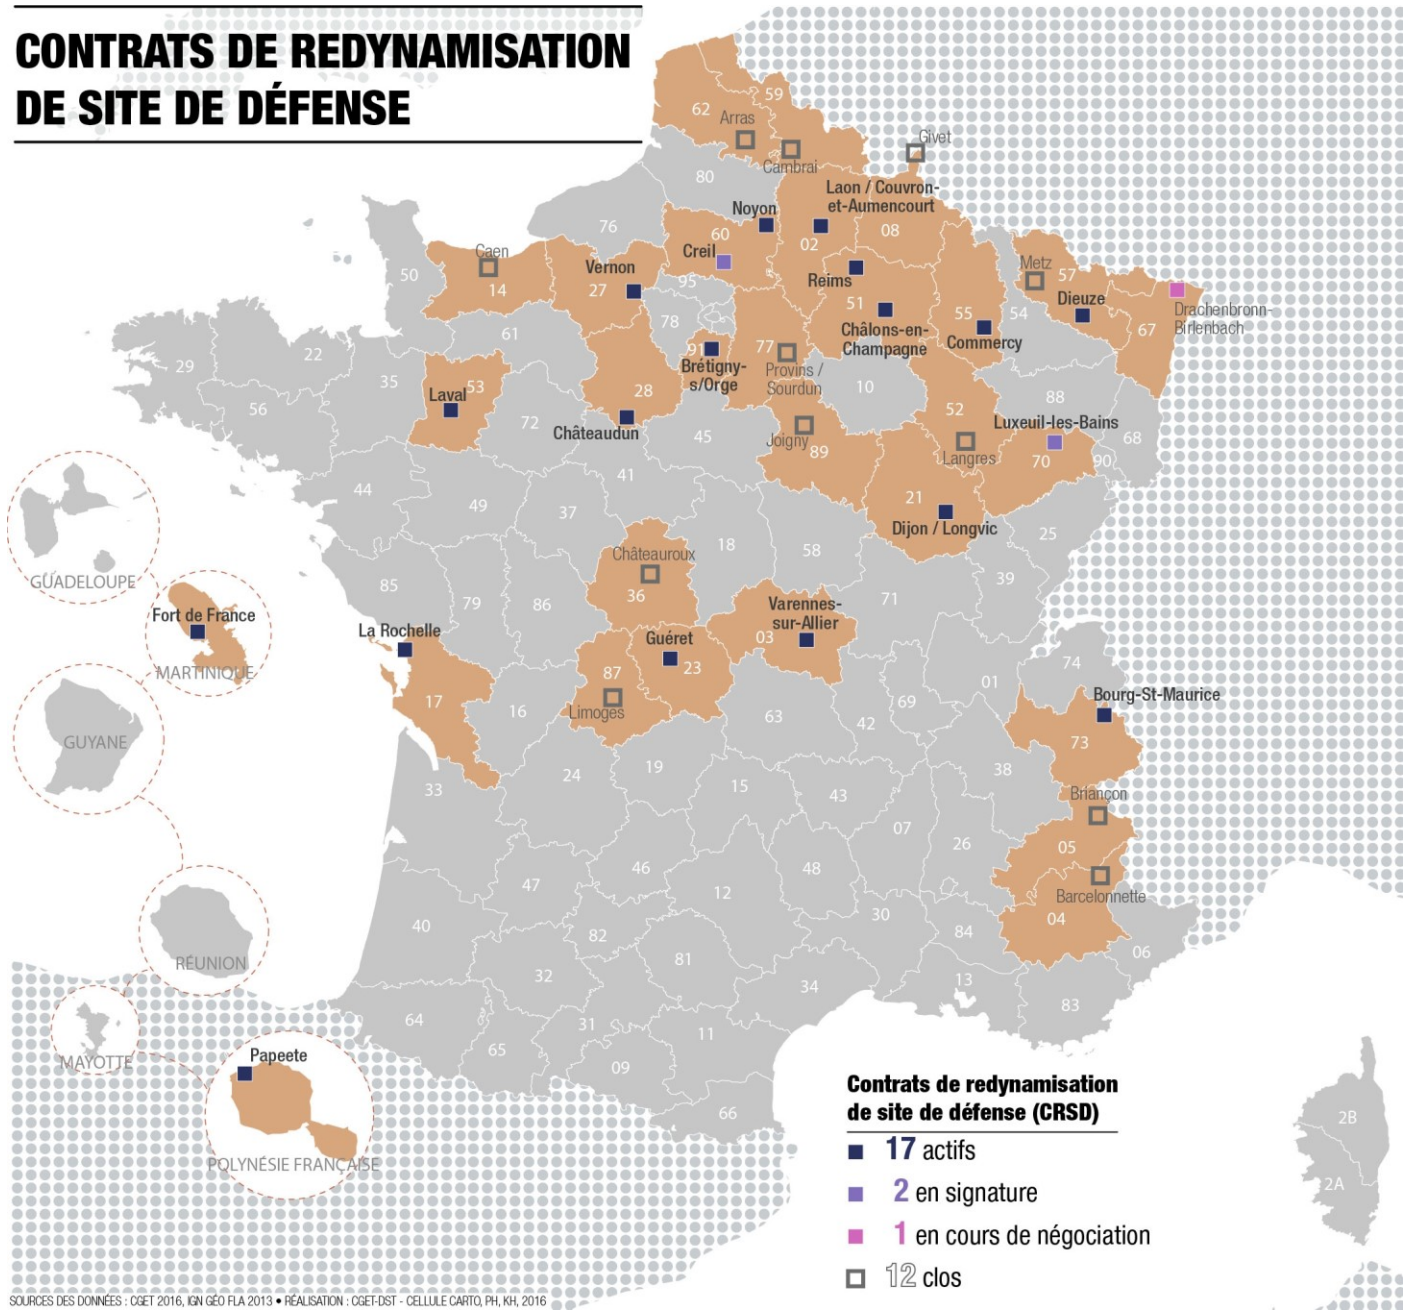 CONTRATS DE REDYNAMISATION
DE SITE DE DÉFENSE
59
62
Arras
Cambrai
Givet
80
Laon / Couvron-
et-Aumencourt
Noyon
76
60
02
08
Creil
Caen
50
14
Vernon
27
95
Reims
51
Metz
57
Dieuze
Drachenbronn-
Birlenbach
67
55
54
Commercy
Châlons-en-
Champagne
78
91
Brétigny-
s/Orge
77
Provins /
Sourdun
61
22
29
35
53
Laval
28
10
88
56
72
Châteaudun
45
Joigny
89
52
Langres
Luxeuil-les-Bains
70
90
68
41
44
49
37
21
Dijon / Longvic
25
18
58
Châteauroux
36
39
GUADELOUPE
85
79
86
71
Fort de France
MARTINIQUE
La Rochelle
Guéret
23
03
Varennes-
sur-Allier
74
87
Limoges
01
Bourg-St-Maurice
17
16
63
42
69
73
GUYANE
38
33
24
19
15
43
Briançon
07
26
05
46
48
47
12
Barcelonnette
04
40
30
84
82
06
RÉUNION
32
81
34
13
83
64
31
11
65
09
MAYOTTE
Papeete
66
POLYNÉSIE FRANÇAISE
2B
2A
Contrats de redynamisation
de site de défense (CRSD)
17 actifs
2 en signature
1 en cours de négociation
12 clos
SOURCES DES DONNÉES : CGET 2016, IGN GÉO FLA 2013 • RÉALISATION : CGET-DST - CELLULE CARTO, PH, KH, 2016